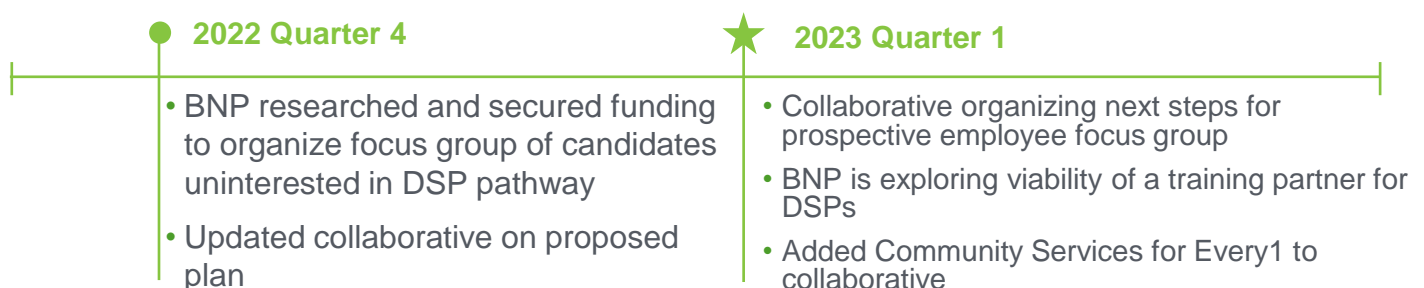 2022 Quarter 4
• BNP researched and secured funding
to organize focus group of candidates
uninterested in DSP pathway
• Updated collaborative on proposed
plan
2023 Quarter 1
• Collaborative organizing next steps for
prospective employee focus group
• BNP is exploring viability of a training partner for
DSPs
• Added Community Services for Every1 to
collaborative